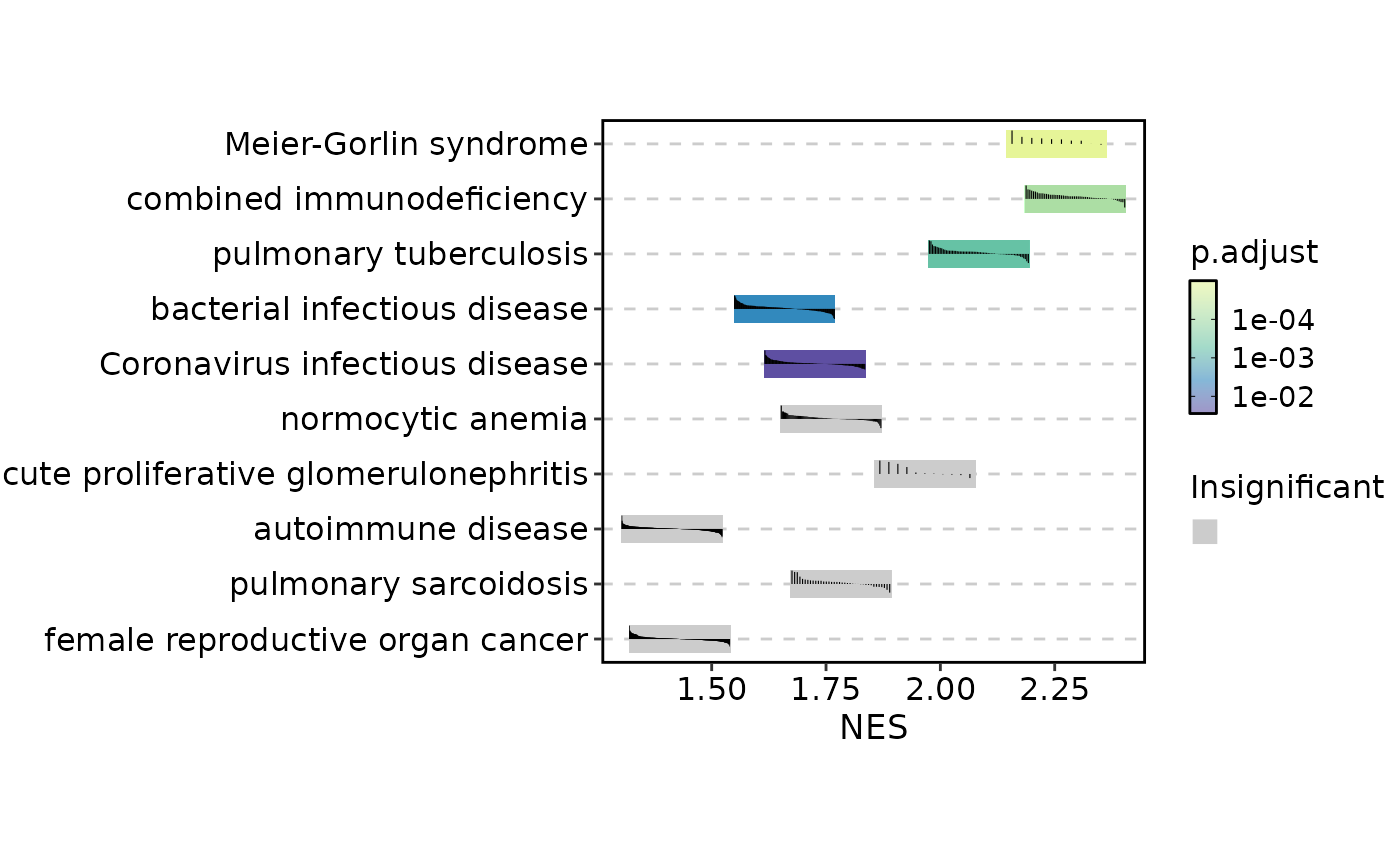 Meier-Gorlin syndrome
combined immunodeficiency
pulmonary tuberculosis
bacterial infectious disease
Coronavirus infectious disease
normocytic anemia
cute proliferative glomerulonephritis
autoimmune disease
pulmonary sarcoidosis
female reproductive organ cancer
1.50 1.75 2.00 2.25
NES
p.adjust
1e-04
1e-03
1e-02
Insignificant